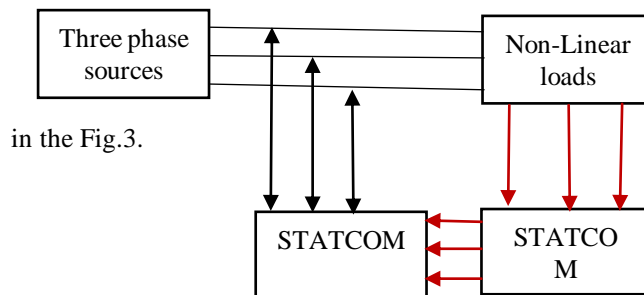 Three phase
sources
Non-Linear
loads
in the Fig.3.
STATCOM
STATCO
M